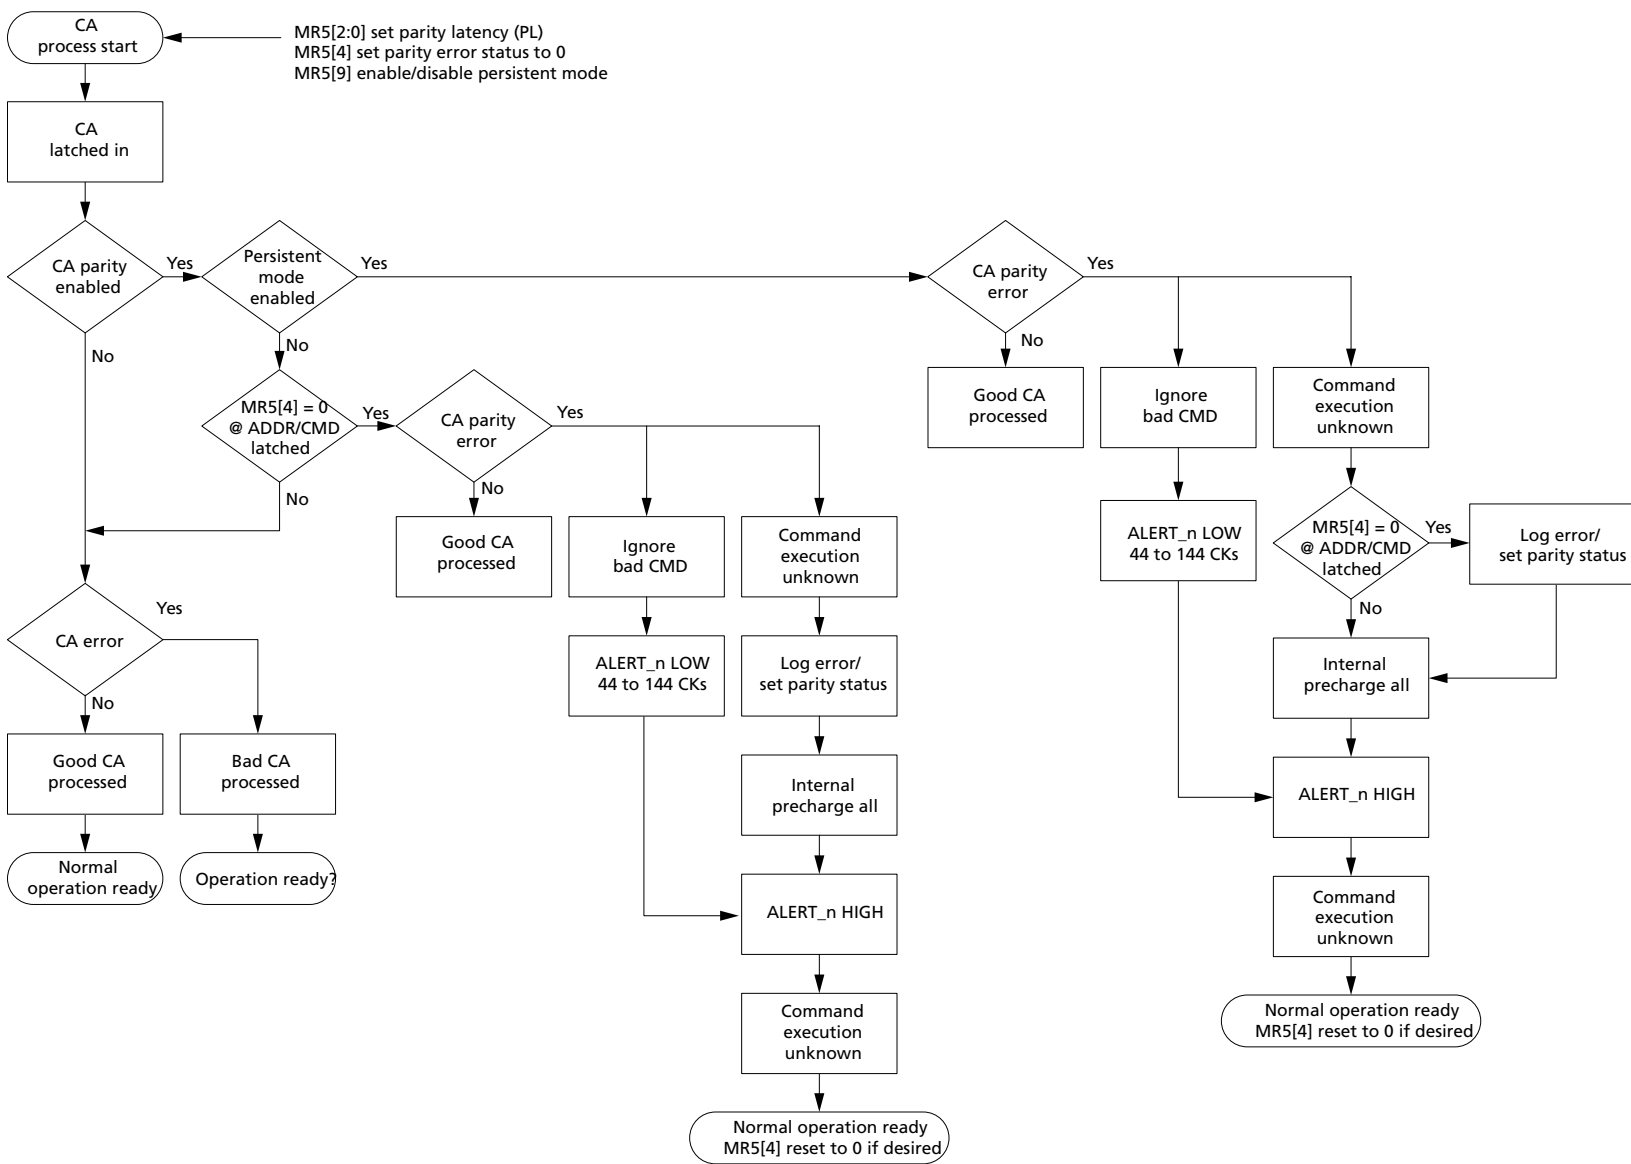 CA
process start
MR5[2:0] set parity latency (PL)
MR5[4] set parity error status to 0
MR5[9] enable/disable persistent mode
CA
latched in
CA parity
enabled
Yes
No
Persistent
mode
enabled
Yes
No
CA parity
error
Yes
No
Good CA
processed
Ignore
bad CMD
Command
execution
unknown
ALERT_n LOW
44 to 144 CKs
MR5[4] = 0
@ ADDR/CMD
latched
Yes
No
Log error/
set parity status
Internal
precharge all
ALERT_n HIGH
Command
execution
unknown
Normal operation ready
MR5[4] reset to 0 if desired
MR5[4] = 0
@ ADDR/CMD
latched
Yes
No
CA parity
error
Yes
No
Good CA
processed
Ignore
bad CMD
Command
execution
unknown
ALERT_n LOW
44 to 144 CKs
Log error/
set parity status
Internal
precharge all
ALERT_n HIGH
Command
execution
unknown
Normal operation ready
MR5[4] reset to 0 if desired
CA error
Yes
No
Good CA
processed
Bad CA
processed
Normal
operation ready
Operation ready?